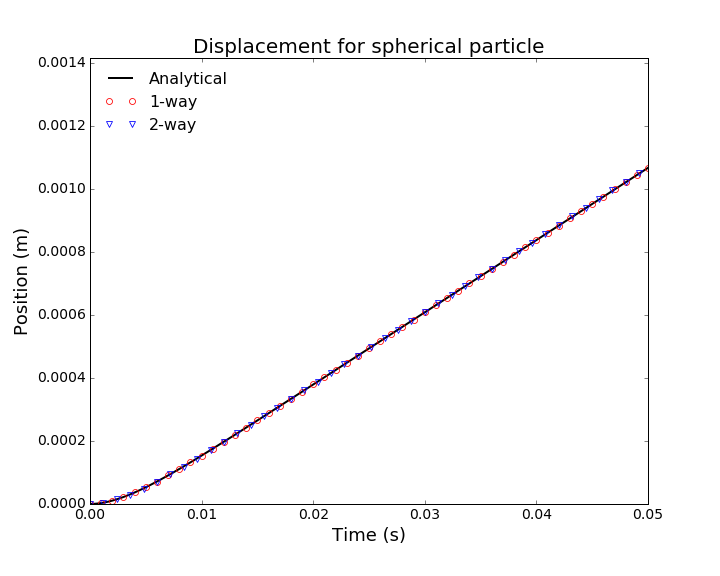 Displacement for spherical particle
0.0014
Analytical
1-way
2-way
0.0012
0.0010
0.0008
0.0006
0.0004
0.0002
0.0000
Position (m)
0.00 0.01 0.02 0.03 0.04 0.05
Time (s)